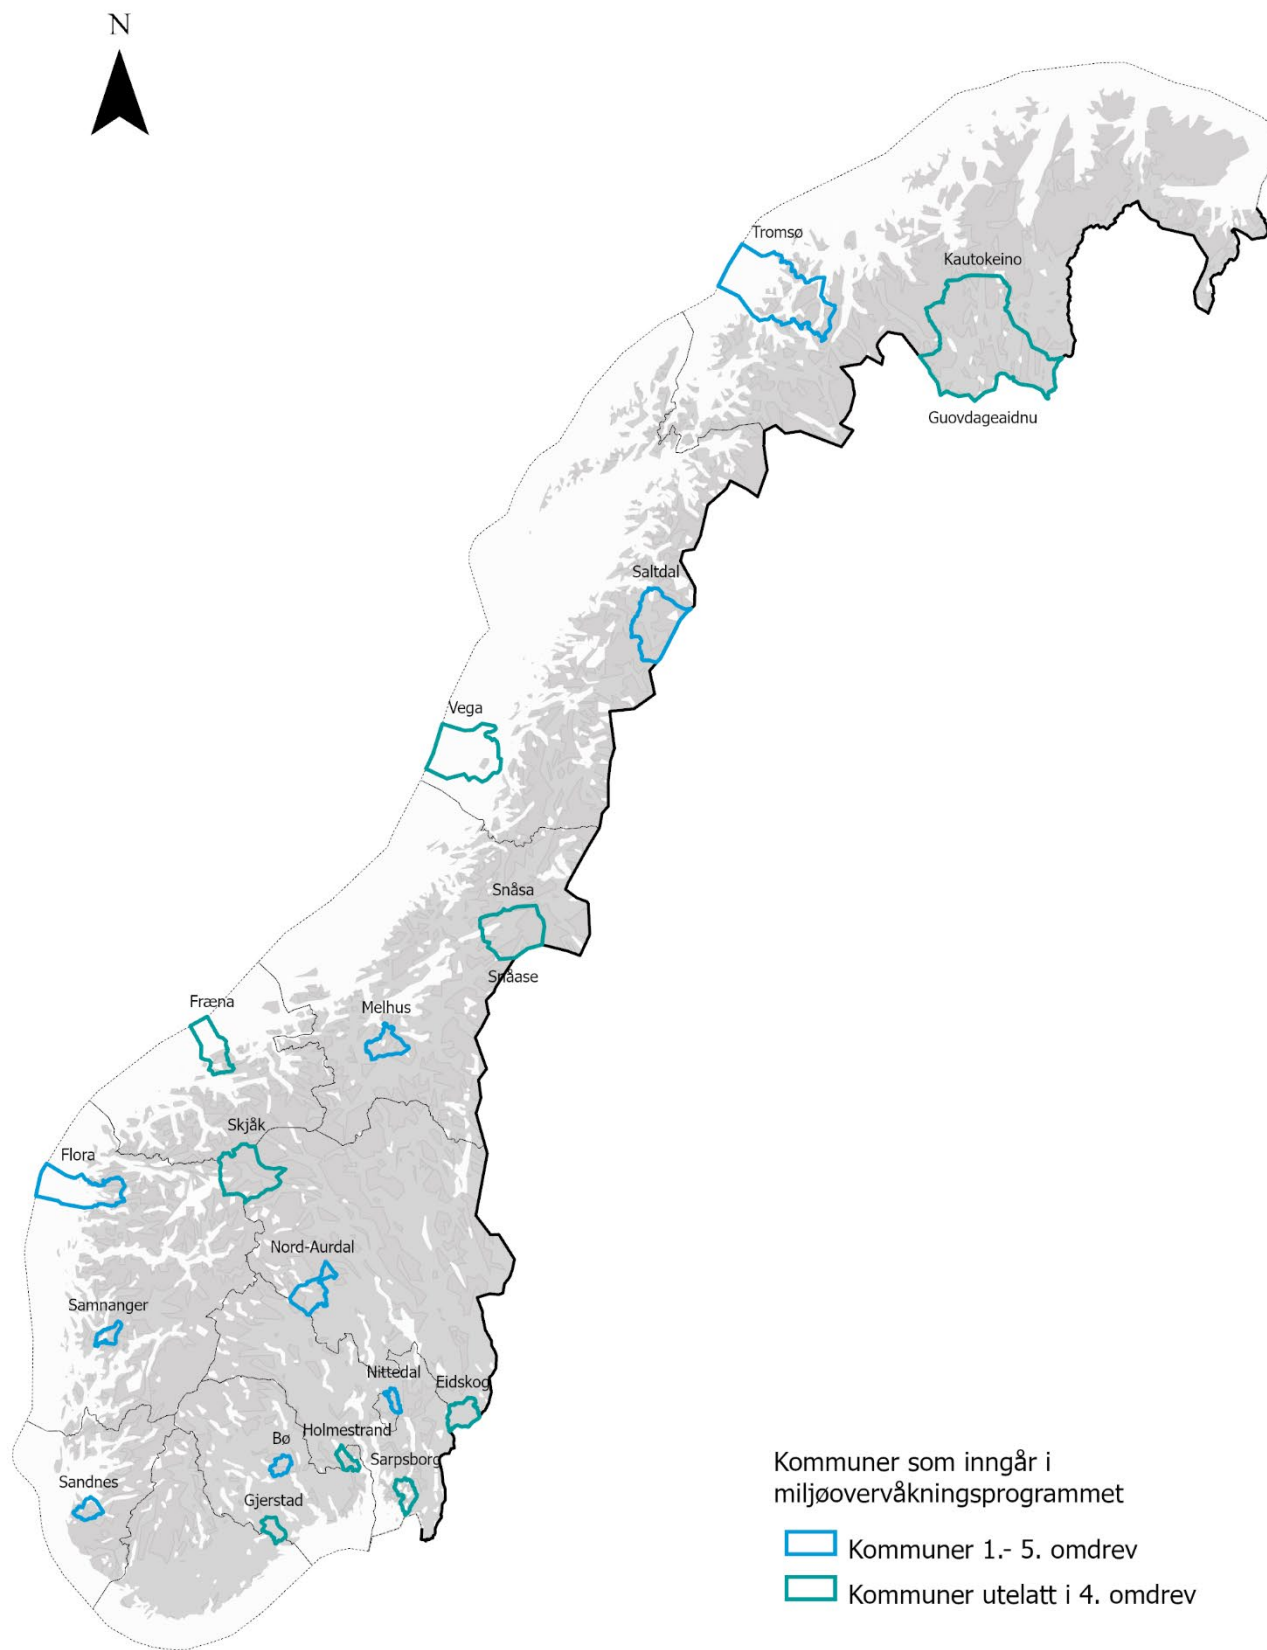 N
Tromsø
Kautokeino
Guovdageaidnu
Saltdal
Vega
Snåsa
Snåase
Fræna
Melhus
Skjåk
Flora
Nord-Aurdal
Samnanger
Nittedal
Eidskog
Holmestrand
Bø
Sarpsborg
Sandnes
Gjerstad
Kommuner som inngår i
miljøovervåkningsprogrammet
Kommuner 1.- 5. omdrev
Kommuner utelatt i 4. omdrev